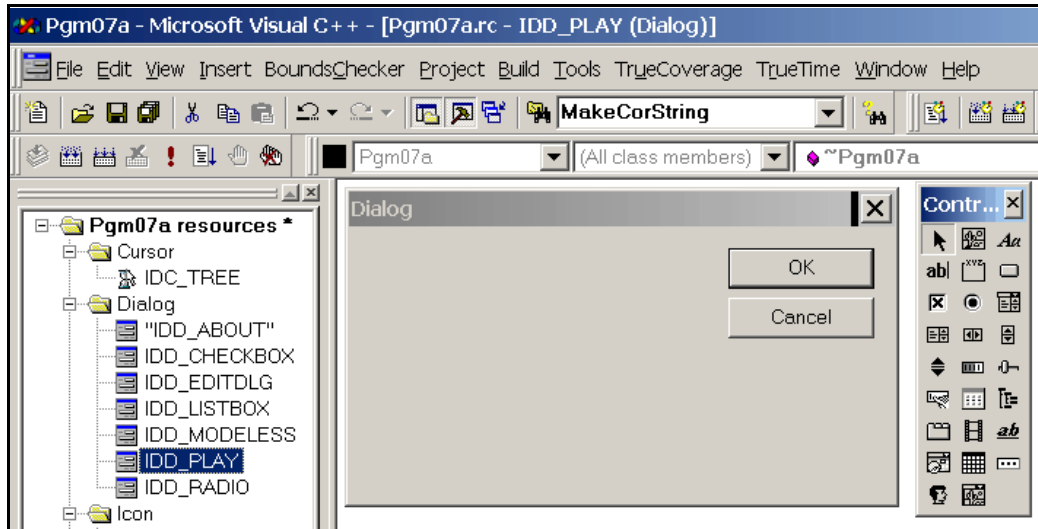 Pgm07a - Microsoft Visual C++ - [Pgm07a.rc - IDD_PLAY (Dialog)]
File Edit View Insert BoundsChecker Project Build Tools TrueCoverage TrueTime Window Help
MakeCorString
Pgm07a (All class members) ~Pgm07a
Pgm07a resources *
Cursor
IDC_TREE
Dialog
"IDD_ABOUT"
IDD_CHECKBOX
IDD_EDITDLG
IDD_LISTBOX
IDD_MODELESS
IDD_PLAY
IDD_RADIO
Icon
Dialog
OK
Cancel
Contr...
Aa
ab|
xyz
ab